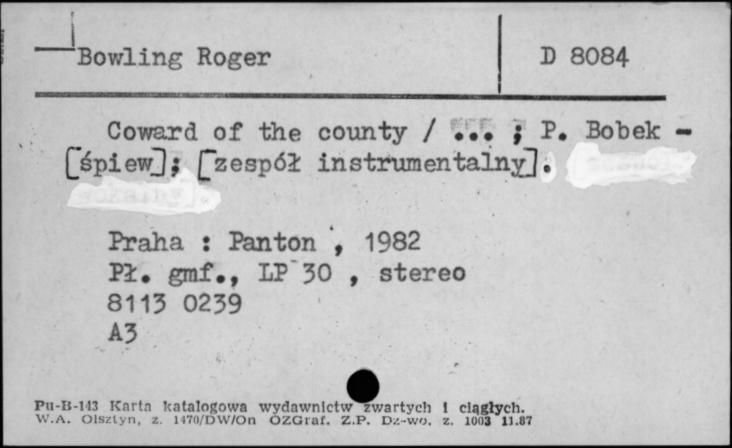 Bowling Roger
D 8084
Coward of the county / ... ; P. Bobek -
[śpiew]; [zespół instrumentalny].
Praha : Panton , 1982
Pł. gmf., LP 30 , stereo
8113 0239
A3
Pu-B-143 Karta katalogowa wydawnictw zwartych i ciągłych.
W.A. Olsztyn, z. 1470/DW/On OZGraf. Z.P. Dz-wo, z. 1003 11.87